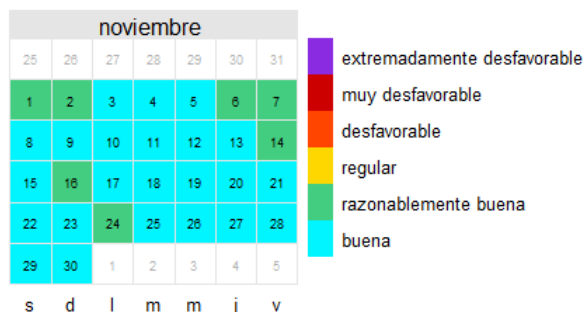 noviembre
25 26 27 28 29 30 31
1 2 3 4 5 6 7
8 9 10 11 12 13 14
15 16 17 18 19 20 21
22 23 24 25 26 27 28
29 30 1 2 3 4 5
s d l m m j v
extremadamente desfavorable
muy desfavorable
desfavorable
regular
razonablemente buena
buena